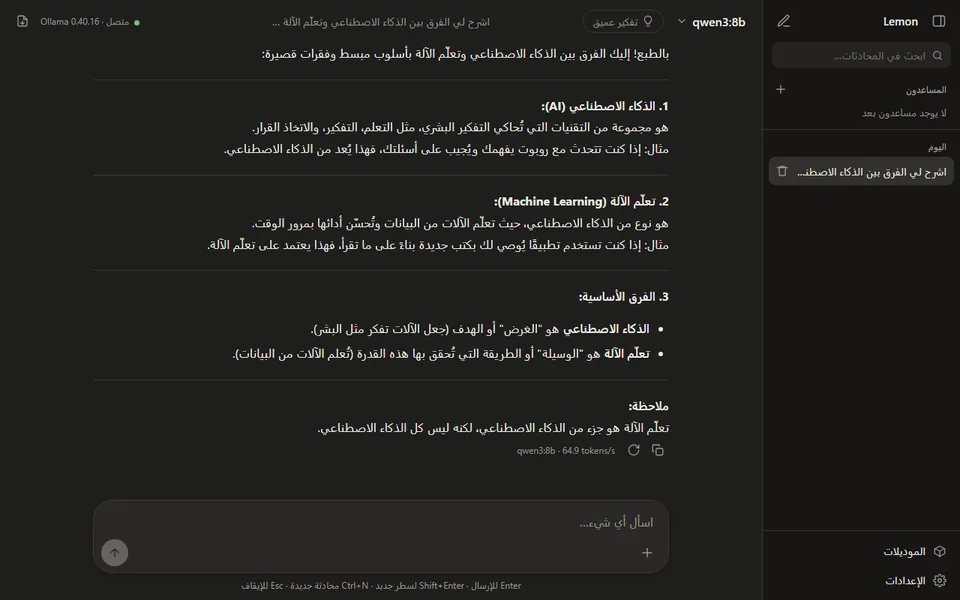 Lemon
ابحث في المحادثات...
المساعدون
لا يوجد مساعدون بعد
اليوم
اشرح لي الفرق بين الذكاء الاصطنا...
الموديلات
الإعدادات
qwen3:8b
تفكير عميق
اشرح لي الفرق بين الذكاء الاصطناعي وتعلّم الآلة ...
متصل · Ollama 0.40.16
بالطبع! إليك الفرق بين الذكاء الاصطناعي وتعلّم الآلة بأسلوب مبسط وفقرات قصيرة:
1. الذكاء الاصطناعي (AI):
هو مجموعة من التقنيات التي تُحاكي التفكير البشري، مثل التعلم، التفكير، والاتخاذ القرار.
مثال: إذا كنت تتحدث مع روبوت يفهمك ويُجيب على أسئلتك، فهذا يُعد من الذكاء الاصطناعي.
2. تعلّم الآلة (Machine Learning):
هو نوع من الذكاء الاصطناعي، حيث تعلّم الآلات من البيانات وتُحسّن أدائها بمرور الوقت.
مثال: إذا كنت تستخدم تطبيقًا يُوصي لك بكتب جديدة بناءً على ما تقرأ، فهذا يعتمد على تعلّم الآلة.
3. الفرق الأساسية:
• الذكاء الاصطناعي هو "الغرض" أو الهدف (جعل الآلات تفكر مثل البشر).
• تعلّم الآلة هو "الوسيلة" أو الطريقة التي تُحقق بها هذه القدرة (تُعلم الآلات من البيانات).
ملاحظة:
تعلّم الآلة هو جزء من الذكاء الاصطناعي، لكنه ليس كل الذكاء الاصطناعي.
qwen3:8b · 64.9 tokens/s
اسأل أي شيء...
Enter للإرسال · Shift+Enter لسطر جديد · Ctrl+N محادثة جديدة · Esc للإيقاف